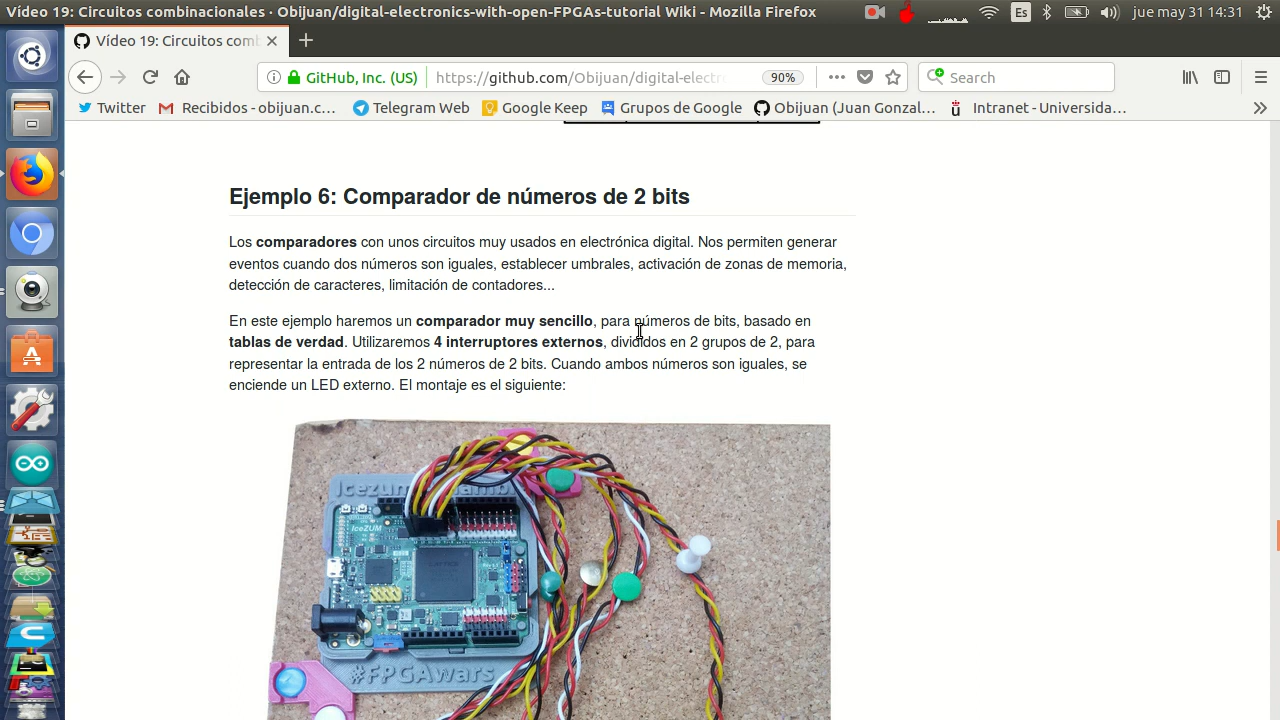 Vídeo 19: Circuitos combinacionales · Obijuan/digital-electronics-with-open-FPGAs-tutorial Wiki - Mozilla Firefox
Es
jue may 31 14:31
Vídeo 19: Circuitos comb
GitHub, Inc. (US)
https://github.com/Obijuan/digital-electr
90%
Search
Twitter
Recibidos - obijuan.c...
Telegram Web
Google Keep
Grupos de Google
Obijuan (Juan Gonzal...
Intranet - Universida...
Ejemplo 6: Comparador de números de 2 bits
Los comparadores con unos circuitos muy usados en electrónica digital. Nos permiten generar
eventos cuando dos números son iguales, establecer umbrales, activación de zonas de memoria,
detección de caracteres, limitación de contadores...
En este ejemplo haremos un comparador muy sencillo, para números de bits, basado en
tablas de verdad. Utilizaremos 4 interruptores externos, divididos en 2 grupos de 2, para
representar la entrada de los 2 números de 2 bits. Cuando ambos números son iguales, se
enciende un LED externo. El montaje es el siguiente:
IceZUM
#FPGAwars